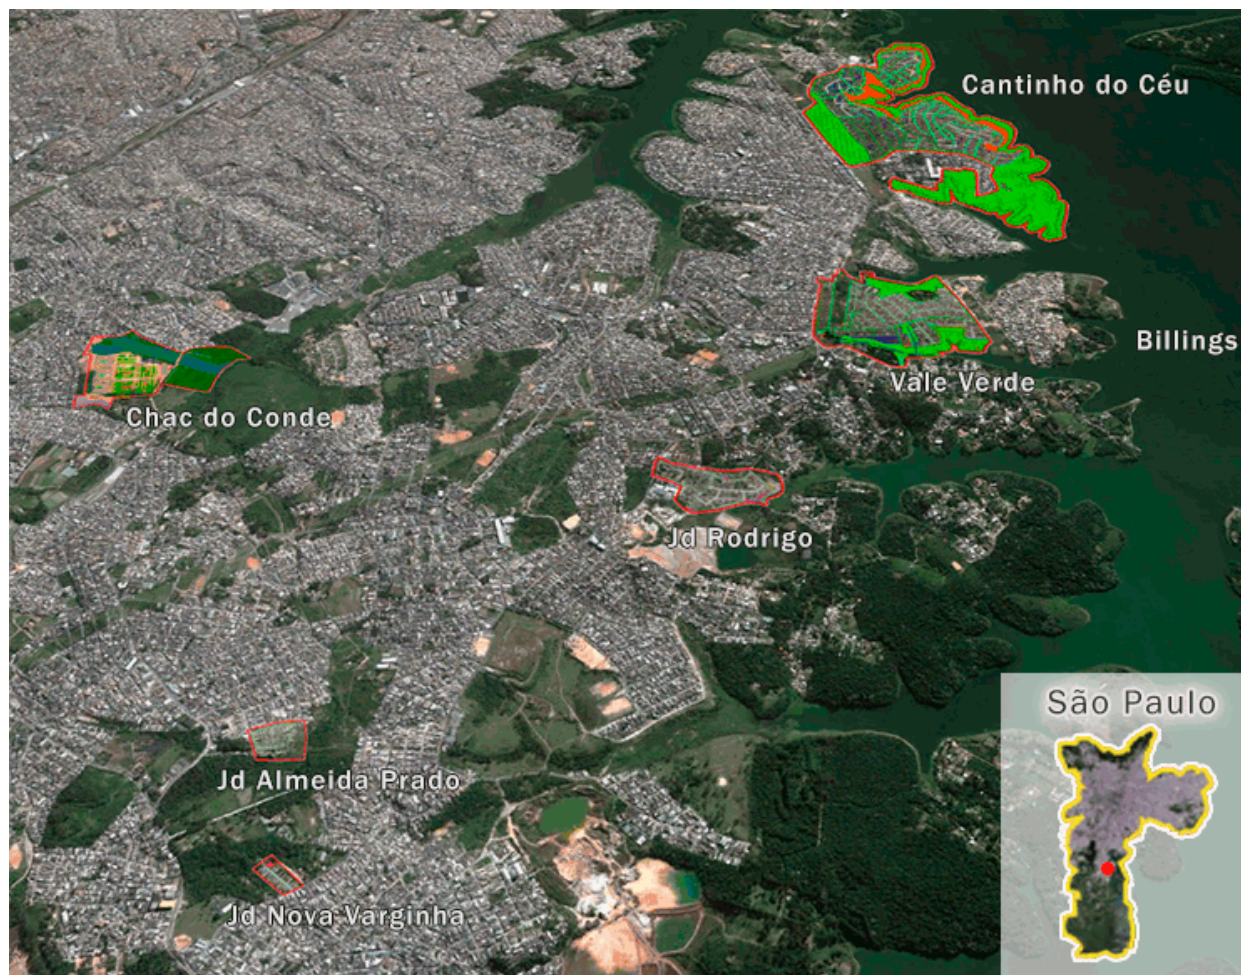 Cantinho do Céu
Billings
Vale Verde
Chac do Conde
Jd Rodrigo
São Paulo
Jd Almeida Prado
Jd Nova Varginha